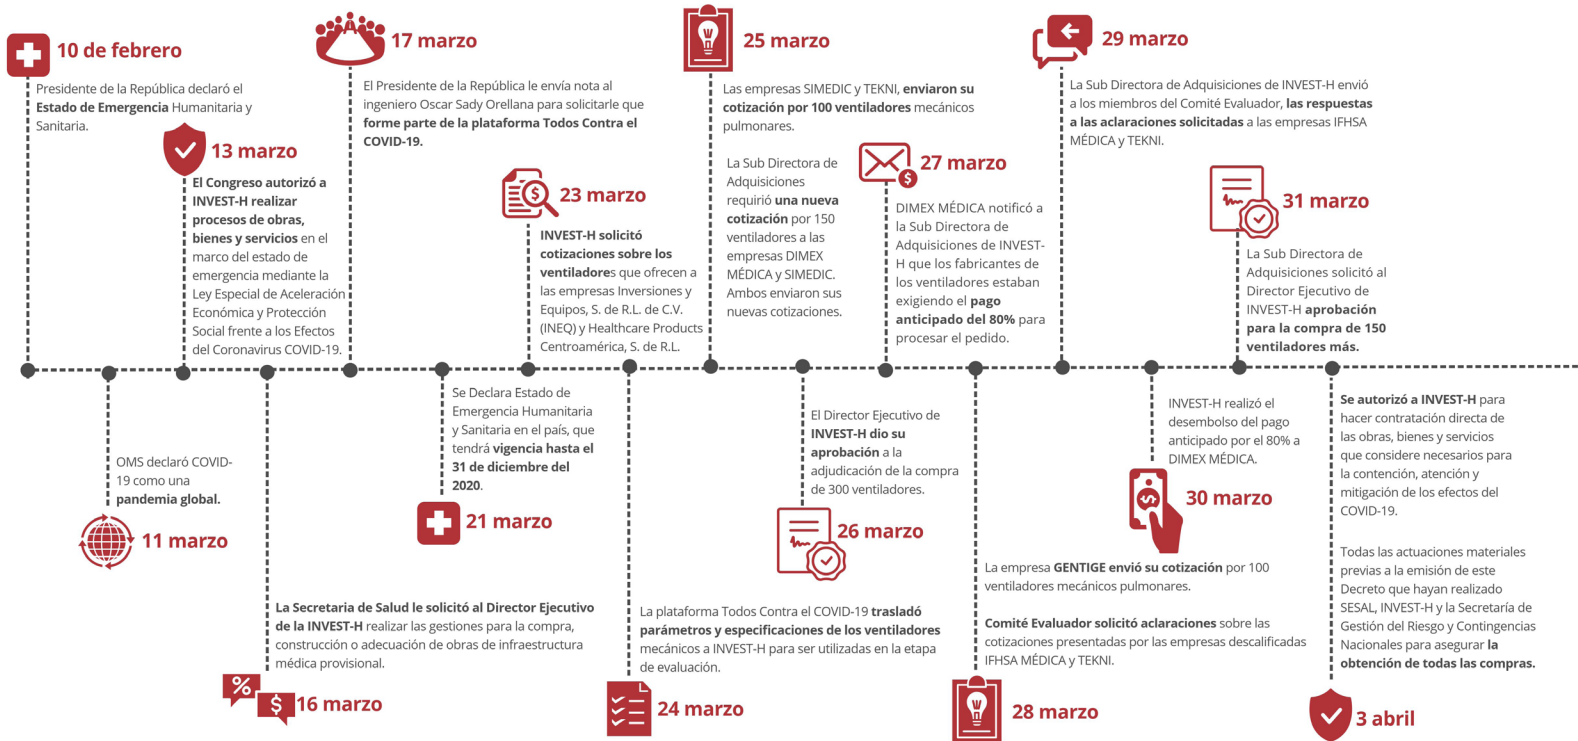 10 de febrero
Presidente de la República declaró el
Estado de Emergencia Humanitaria y
Sanitaria.
OMS declaró COVID-
19 como una
pandemia global.
11 marzo
13 marzo
El Congreso autorizó a
INVEST-H realizar
procesos de obras,
bienes y servicios en el
marco del estado de
emergencia mediante la
Ley Especial de Aceleración
Económica y Protección
Social frente a los Efectos
del Coronavirus COVID-19.
La Secretaria de Salud le solicitó al Director Ejecutivo
de la INVEST-H realizar las gestiones para la compra,
construcción o adecuación de obras de infraestructura
médica provisional.
%
$
16 marzo
17 marzo
El Presidente de la República le envía nota al
ingeniero Oscar Sady Orellana para solicitarle que
forme parte de la plataforma Todos Contra el
COVID-19.
Se Declara Estado de
Emergencia Humanitaria
y Sanitaria en el país, que
tendrá vigencia hasta el
31 de diciembre del
2020.
21 marzo
$
23 marzo
INVEST-H solicitó
cotizaciones sobre los
ventiladores que ofrecen a
las empresas Inversiones y
Equipos, S. de R.L. de C.V.
(INEQ) y Healthcare Products
Centroamérica, S. de R.L.
La plataforma Todos Contra el COVID-19 trasladó
parámetros y especificaciones de los ventiladores
mecánicos a INVEST-H para ser utilizadas en la etapa
de evaluación.
24 marzo
25 marzo
Las empresas SIMEDIC y TEKNI, enviaron su
cotización por 100 ventiladores mecánicos
pulmonares.
La Sub Directora de
Adquisiciones
requirió una nueva
cotización por 150
ventiladores a las
empresas DIMEX
MÉDICA y SIMEDIC.
Ambos enviaron sus
nuevas cotizaciones.
El Director Ejecutivo de
INVEST-H dio su
aprobación a la
adjudicación de la compra
de 300 ventiladores.
26 marzo
$
27 marzo
DIMEX MÉDICA notificó a
la Sub Directora de
Adquisiciones de INVEST-
H que los fabricantes de
los ventiladores estaban
exigiendo el pago
anticipado del 80% para
procesar el pedido.
La empresa GENTIGE envió su cotización por 100
ventiladores mecánicos pulmonares.
Comité Evaluador solicitó aclaraciones sobre las
cotizaciones presentadas por las empresas descalificadas
IFHSA MÉDICA y TEKNI.
28 marzo
29 marzo
La Sub Directora de Adquisiciones de INVEST-H envió
a los miembros del Comité Evaluador, las respuestas
a las aclaraciones solicitadas a las empresas IFHSA
MÉDICA y TEKNI.
INVEST-H realizó el
desembolso del pago
anticipado por el 80% a
DIMEX MÉDICA.
$
30 marzo
31 marzo
La Sub Directora de
Adquisiciones solicitó al
Director Ejecutivo de
INVEST-H aprobación
para la compra de 150
ventiladores más.
Se autorizó a INVEST-H para
hacer contratación directa de
las obras, bienes y servicios
que considere necesarios para
la contención, atención y
mitigación de los efectos del
COVID-19.
Todas las actuaciones materiales
previas a la emisión de este
Decreto que hayan realizado
SESAL, INVEST-H y la Secretaría de
Gestión del Riesgo y Contingencias
Nacionales para asegurar la
obtención de todas las compras.
3 abril